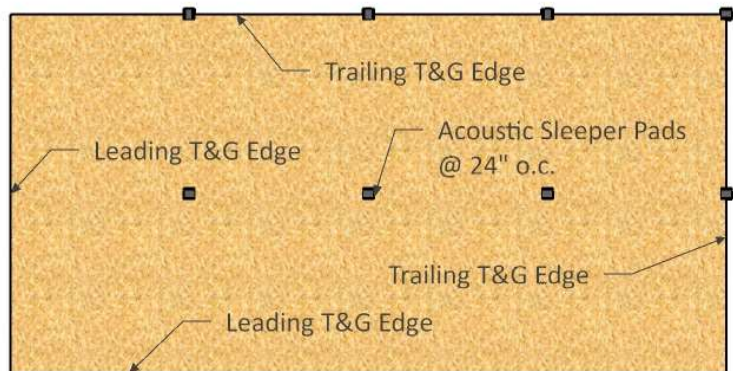 Trailing T&G Edge
Acoustic Sleeper Pads
@ 24" o.c.
Leading T&G Edge
Trailing T&G Edge
Leading T&G Edge